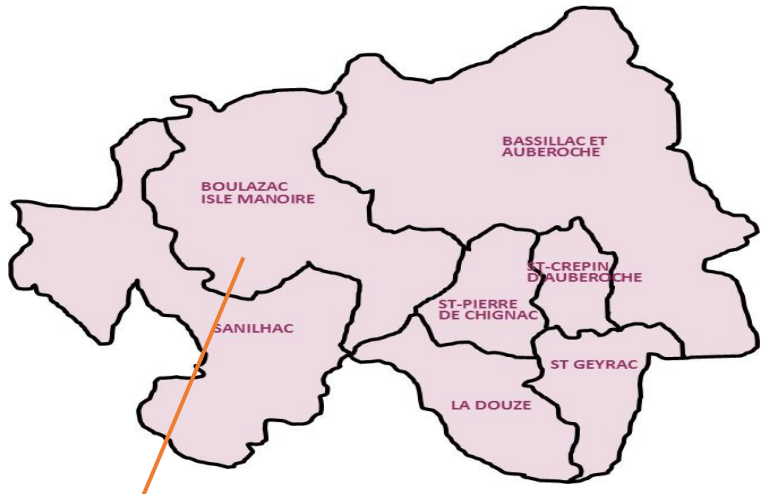 BASSILLAC ET
AUBEROCHE
BOULAZAC
ISLE MANOIRE
ST-CREPIN
D'AUBEROCHE
ST-PIERRE
DE CHIGNAC
SANILHAC
ST GEYRAC
LA DOUZE